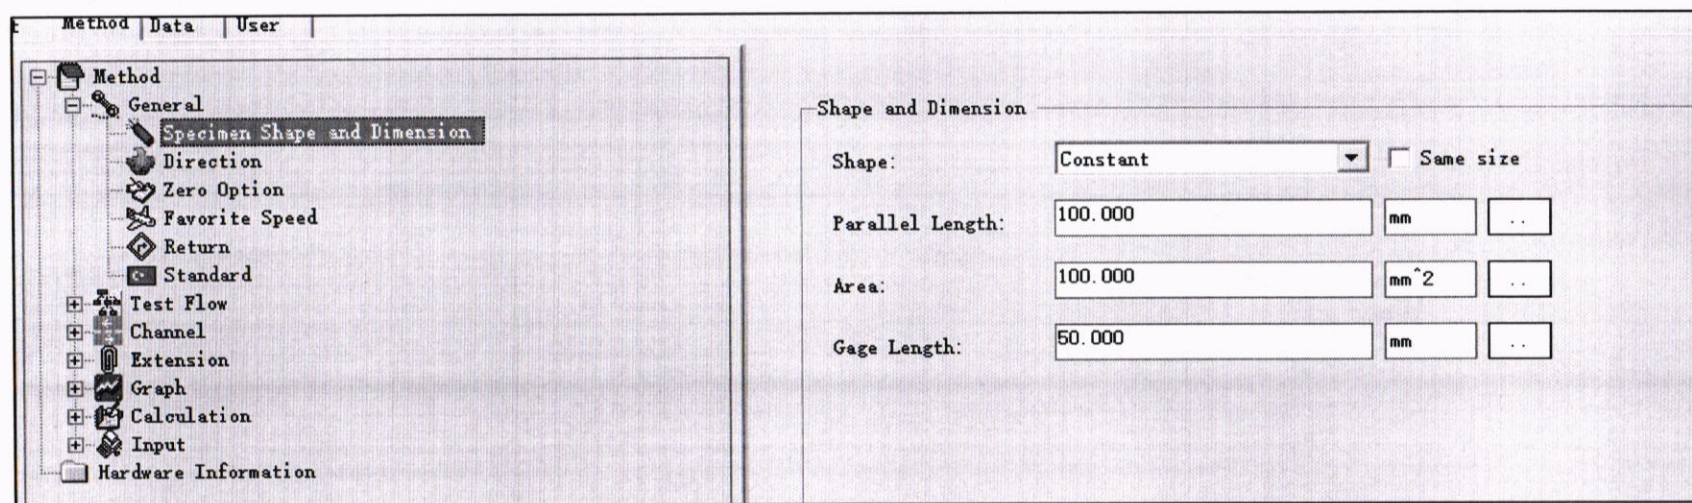 Method Data User
Method
General
Specimen Shape and Dimension
Direction
Zero Option
Favorite Speed
Return
Standard
Test Flow
Channel
Extension
Graph
Calculation
Input
Hardware Information
Shape and Dimension
Shape: Constant Same size
Parallel Length: 100.000 mm ..
Area: 100.000 mm^2 ..
Gage Length: 50.000 mm ..